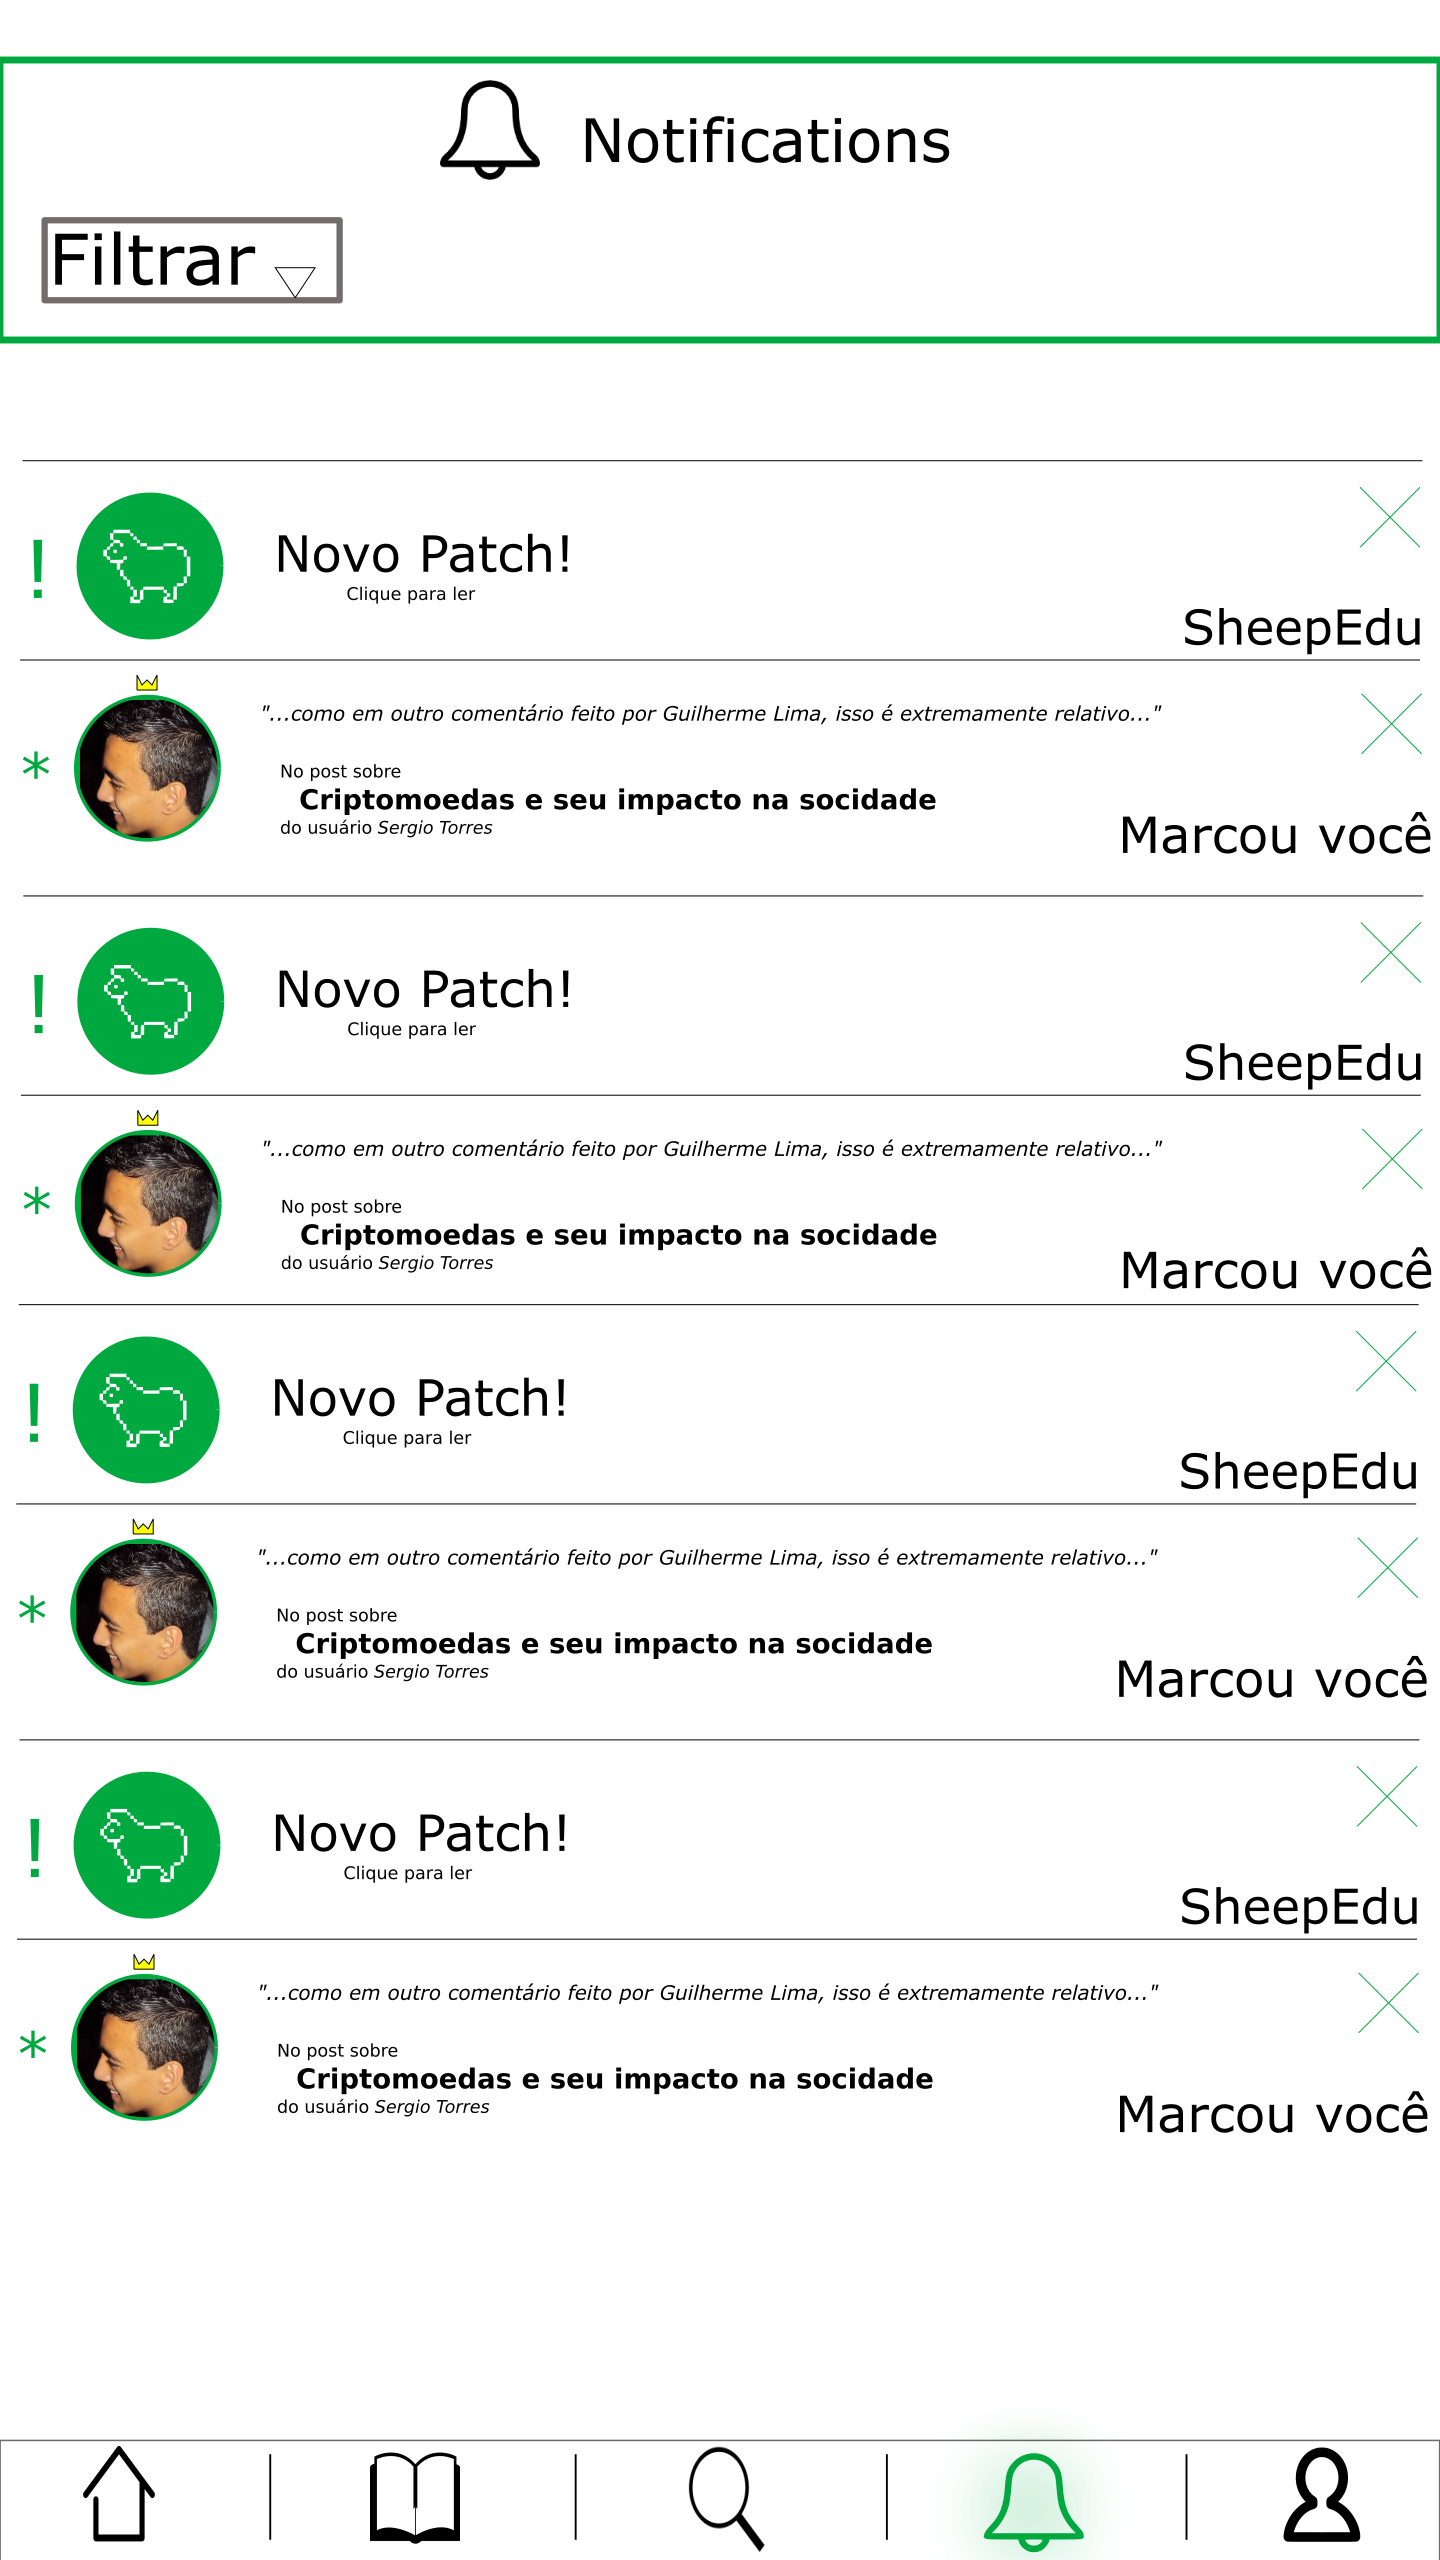 Notifications
Filtrar
! Novo Patch!
Clique para ler
SheepEdu
"...como em outro comentário feito por Guilherme Lima, isso é extremamente relativo..."
No post sobre
* Criptomoedas e seu impacto na socidade
do usuário Sergio Torres
Marcou você
! Novo Patch!
Clique para ler
SheepEdu
"...como em outro comentário feito por Guilherme Lima, isso é extremamente relativo..."
No post sobre
* Criptomoedas e seu impacto na socidade
do usuário Sergio Torres
Marcou você
! Novo Patch!
Clique para ler
SheepEdu
"...como em outro comentário feito por Guilherme Lima, isso é extremamente relativo..."
No post sobre
* Criptomoedas e seu impacto na socidade
do usuário Sergio Torres
Marcou você
! Novo Patch!
Clique para ler
SheepEdu
"...como em outro comentário feito por Guilherme Lima, isso é extremamente relativo..."
No post sobre
* Criptomoedas e seu impacto na socidade
do usuário Sergio Torres
Marcou você